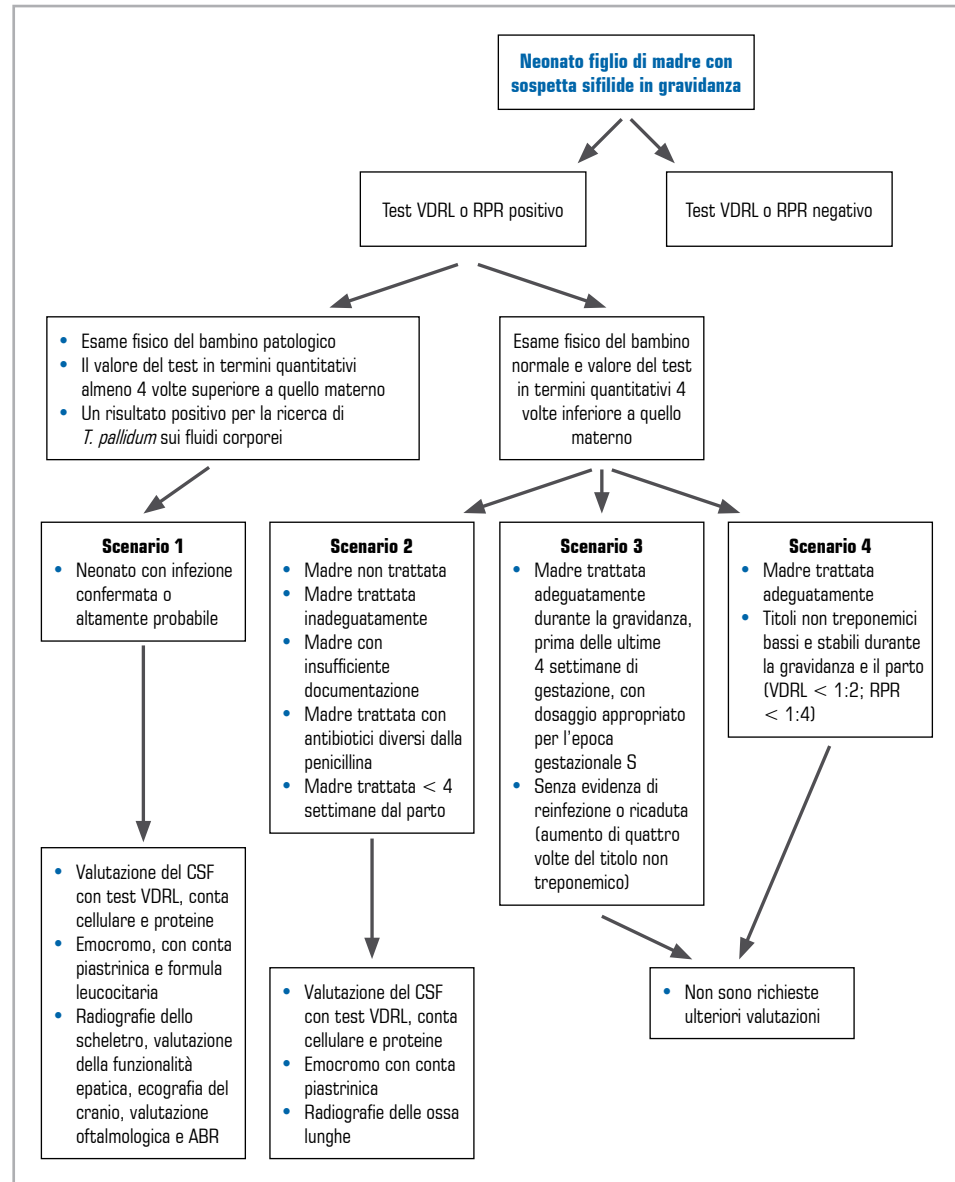 Neonato figlio di madre con
sospetta sifilide in gravidanza
Test VDRL o RPR positivo
Test VDRL o RPR negativo
• Esame fisico del bambino patologico
• Il valore del test in termini quantitativi
almeno 4 volte superiore a quello materno
• Un risultato positivo per la ricerca di
T. pallidum sui fluidi corporei
Esame fisico del bambino
normale e valore del test
in termini quantitativi 4
volte inferiore a quello
materno
Scenario 1
• Neonato con infezione
confermata o
altamente probabile
Scenario 2
• Madre non trattata
• Madre trattata
inadeguatamente
• Madre con
insufficiente
documentazione
• Madre trattata con
antibiotici diversi dalla
penicillina
• Madre trattata < 4
settimane dal parto
Scenario 3
• Madre trattata
adeguatamente
durante la gravidanza,
prima delle ultime
4 settimane di
gestazione, con
dosaggio appropriato
per l'epoca
gestazionale S
• Senza evidenza di
reinfezione o ricaduta
(aumento di quattro
volte del titolo non
treponemico)
Scenario 4
• Madre trattata
adeguatamente
• Titoli non treponemici
bassi e stabili durante
la gravidanza e il parto
(VDRL < 1:2; RPR
< 1:4)
• Valutazione del CSF
con test VDRL, conta
cellulare e proteine
• Emocromo, con conta
piastrinica e formula
leucocitaria
• Radiografie dello
scheletro, valutazione
della funzionalità
epatica, ecografia del
cranio, valutazione
oftalmologica e ABR
• Valutazione del CSF
con test VDRL, conta
cellulare e proteine
• Emocromo con conta
piastrinica
• Radiografie delle ossa
lunghe
• Non sono richieste
ulteriori valutazioni